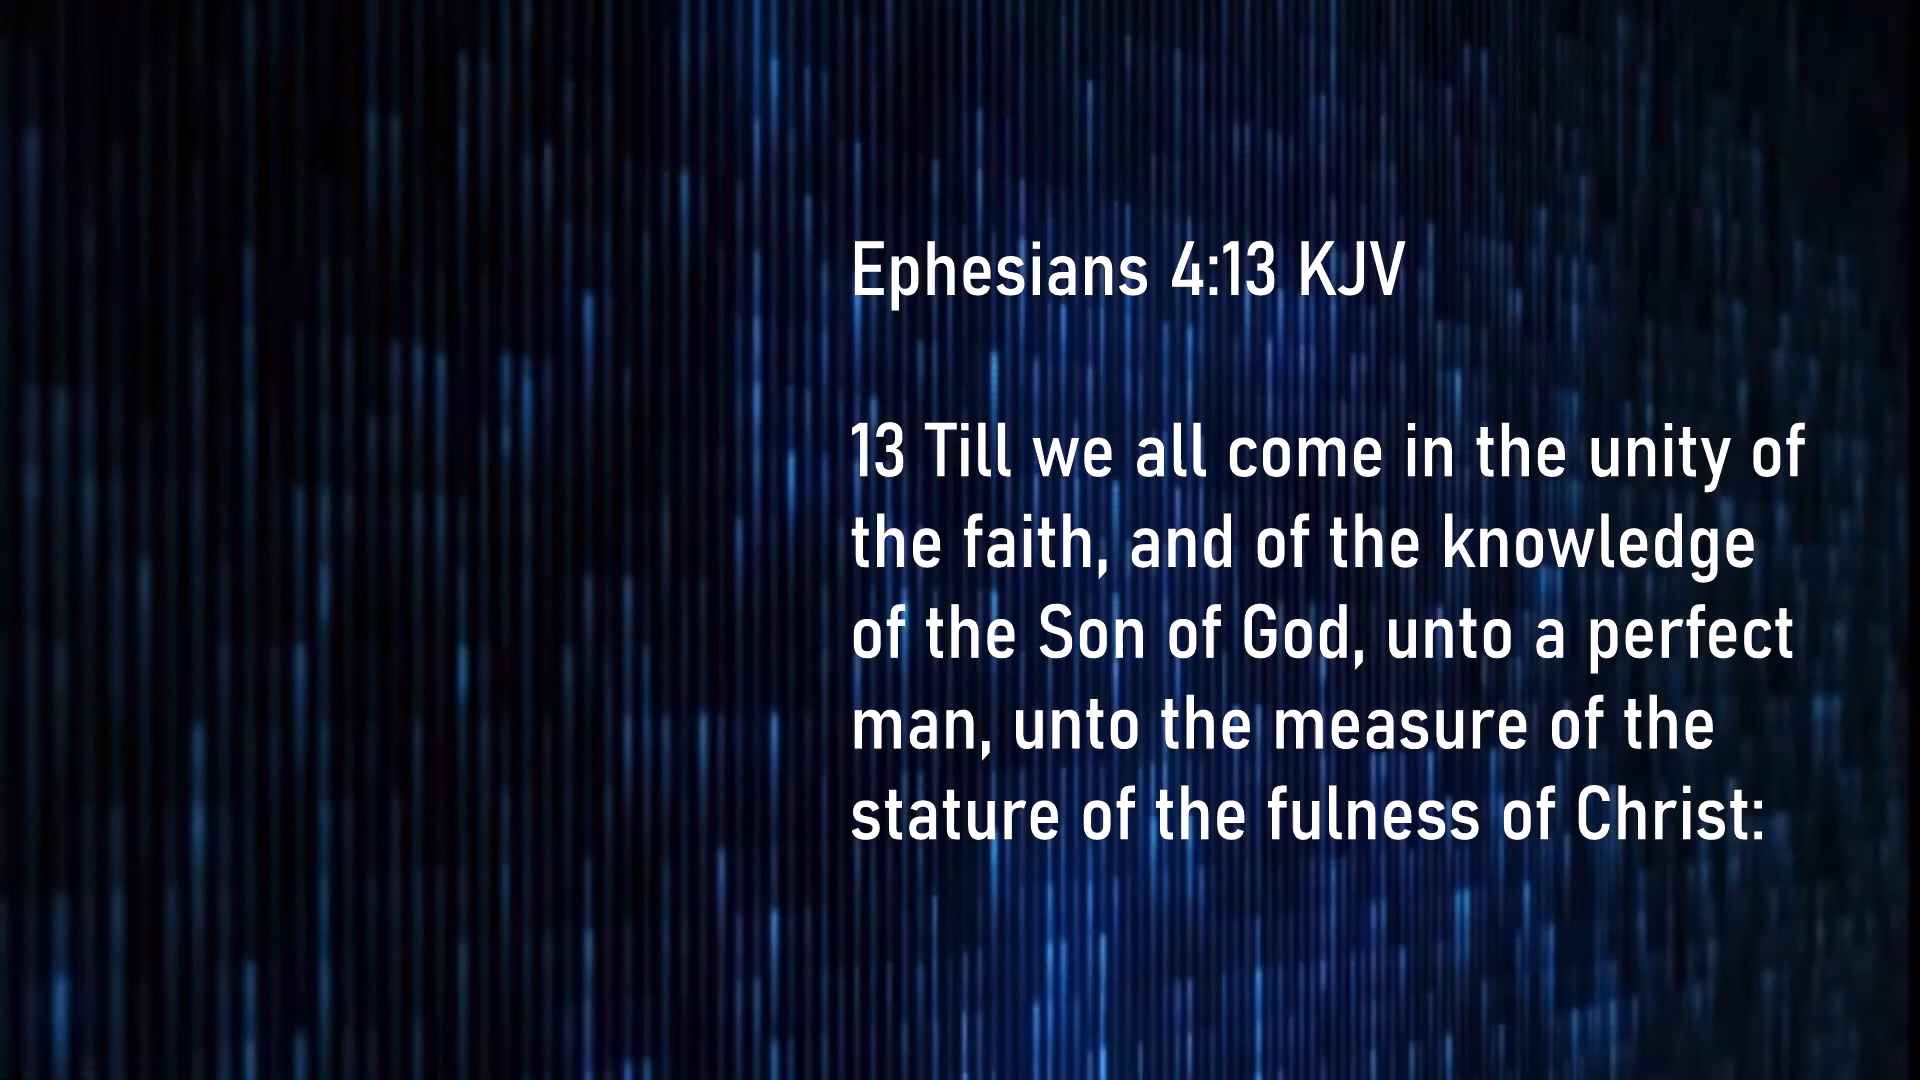 Ephesians 4:13 KJV
13 Till we all come in the unity of
the faith, and of the knowledge
of the Son of God, unto a perfect
man, unto the measure of the
stature of the fulness of Christ: